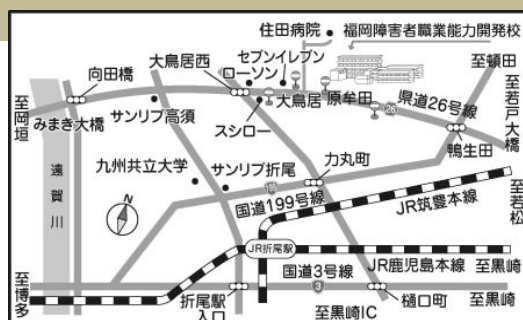 住田病院
福岡障害者職業能力開発校
セブンイレブン
大鳥居西
ローソン
至頓田
向田橋
大鳥居
原牟田
県道26号線
26
至若戸大橋
至岡垣
みまき大橋
サンリブ高須
スシロー
鴨生田
遠賀川
九州共立大学
サンリブ折尾
力丸町
N
199
国道199号線
JR筑豊本線
至若松
JR折尾駅
JR鹿児島本線
至黒崎
至博多
折尾駅入口
国道3号線
3
至黒崎IC
樋口町
至黒崎